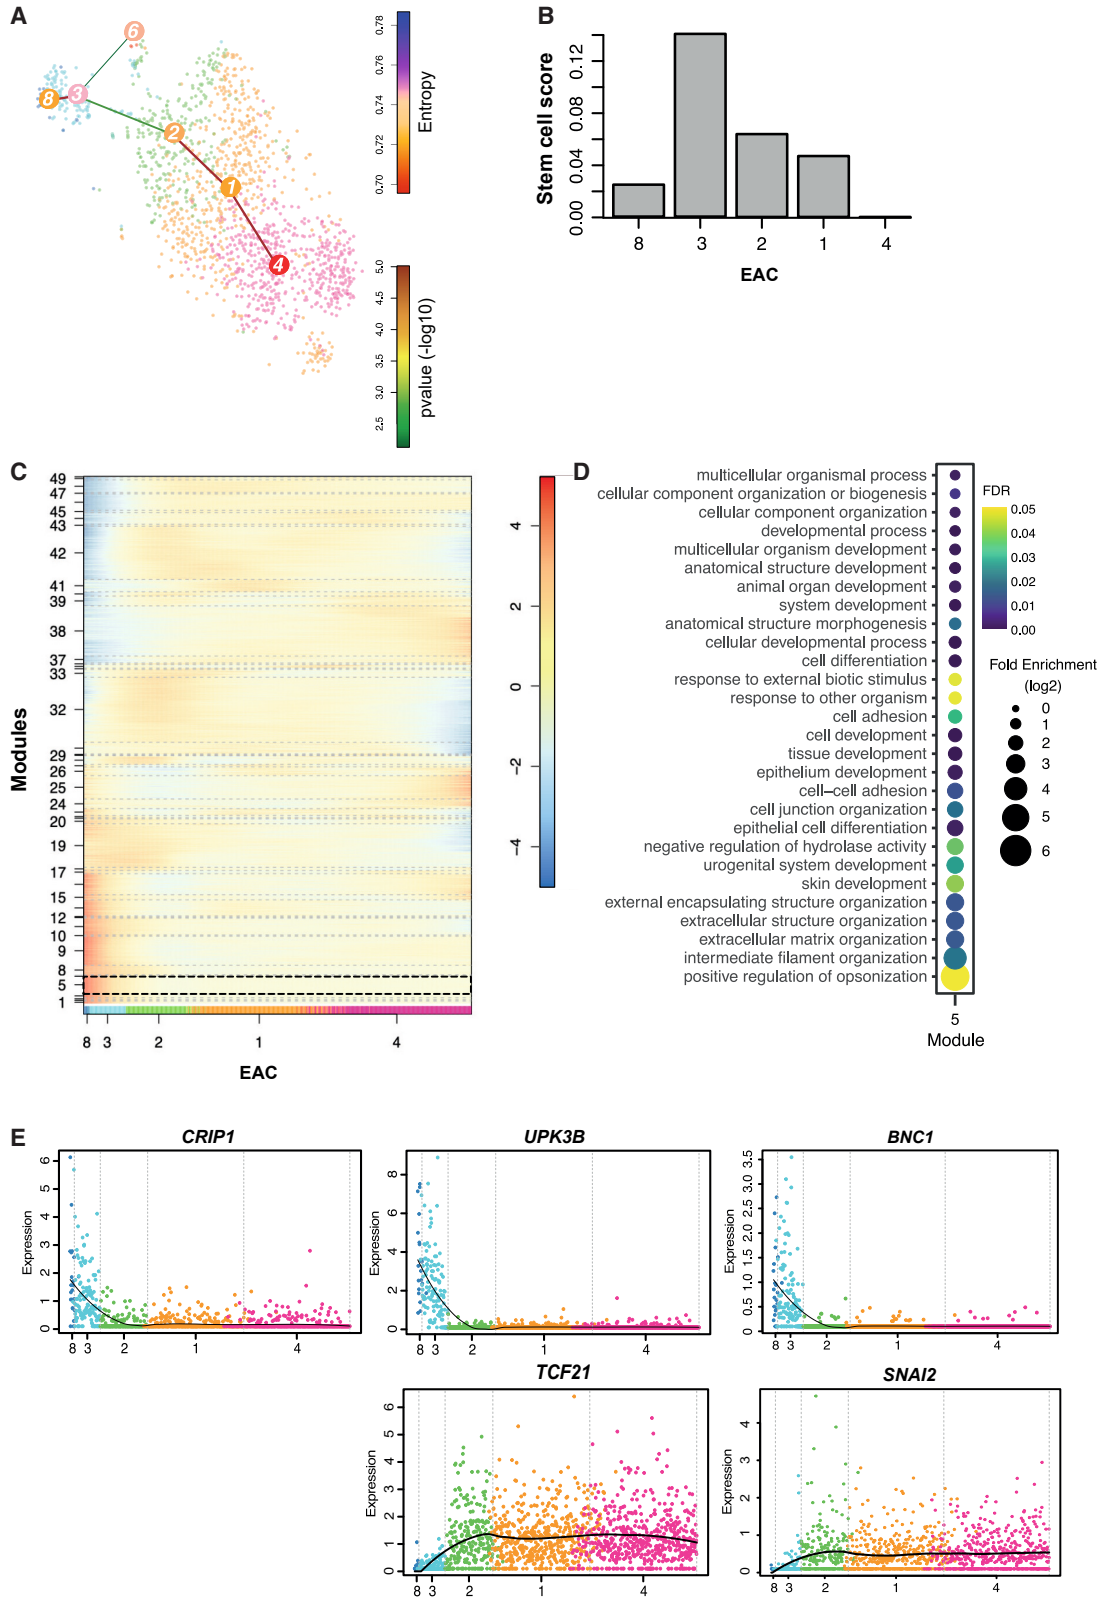 A
6
8
3
2
1
4
0.78
0.76
0.74
0.72
0.70
Entropy
5.0
4.5
4.0
3.5
3.0
2.5
pvalue (-log10)
B
Stem cell score
0.12
0.08
0.04
0.00
8 3 2 1 4
EAC
C
Modules
49
47
45
43
42
41
39
38
37
33
32
29
26
25
24
20
19
17
15
12
10
9
8
5
1
8 3 2 1 4
EAC
4
2
0
−2
−4
D
multicellular organismal process
cellular component organization or biogenesis
cellular component organization
developmental process
multicellular organism development
anatomical structure development
animal organ development
system development
anatomical structure morphogenesis
cellular developmental process
cell differentiation
response to external biotic stimulus
response to other organism
cell adhesion
cell development
tissue development
epithelium development
cell−cell adhesion
cell junction organization
epithelial cell differentiation
negative regulation of hydrolase activity
urogenital system development
skin development
external encapsulating structure organization
extracellular structure organization
extracellular matrix organization
intermediate filament organization
positive regulation of opsonization
5
Module
FDR
0.05
0.04
0.03
0.02
0.01
0.00
Fold Enrichment
(log2)
0
1
2
3
4
5
6
E
CRIP1
Expression
6
5
4
3
2
1
0
8 3 2 1 4
UPK3B
Expression
8
6
4
2
0
8 3 2 1 4
BNC1
Expression
3.5
3.0
2.5
2.0
1.5
1.0
0.5
0
8 3 2 1 4
TCF21
Expression
6
5
4
3
2
1
0
8 3 2 1 4
SNAI2
Expression
4
3
2
1
0
8 3 2 1 4